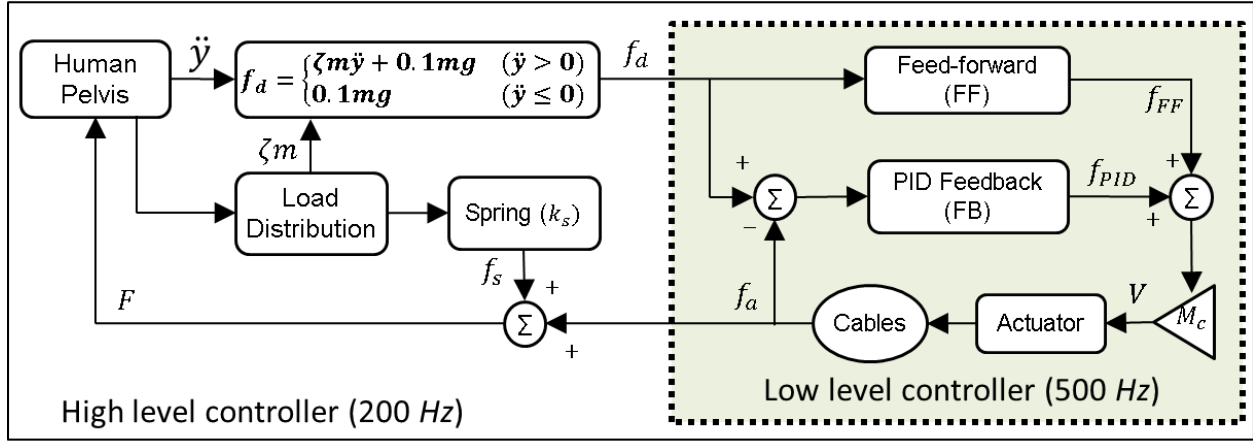 Human
Pelvis
ÿ
f_d = { ζmÿ + 0.1mg (ÿ > 0)
0.1mg (ÿ ≤ 0)
f_d
Feed-forward
(FF)
f_FF
ζm
Load
Distribution
Spring (k_s)
f_s
+
+
Σ
F
+
−
Σ
PID Feedback
(FB)
f_PID
+
+
Σ
f_a
Cables
Actuator
V
M_c
High level controller (200 Hz)
Low level controller (500 Hz)